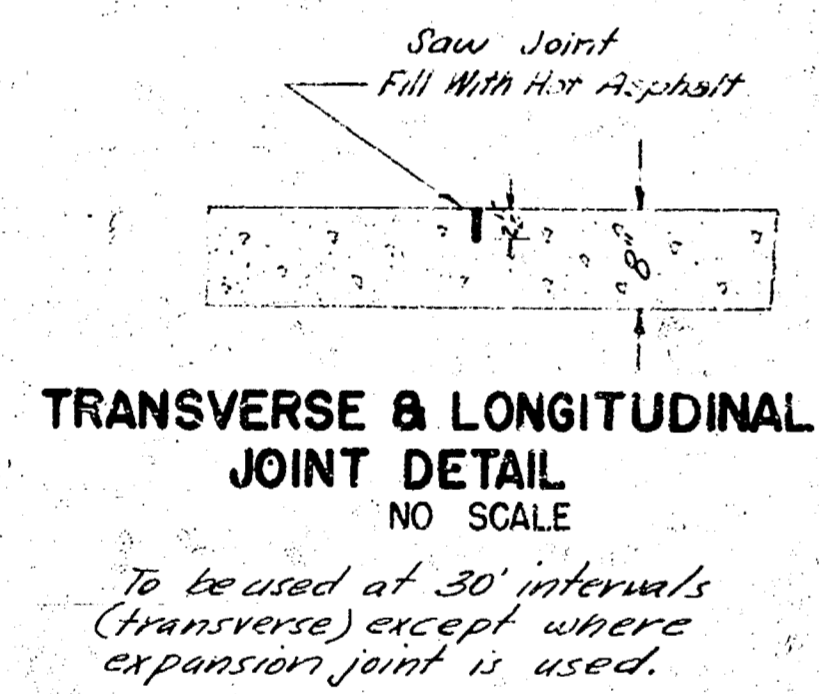 Saw Joint
Fill With Hot Asphalt
8"
TRANSVERSE & LONGITUDINAL
JOINT DETAIL
NO SCALE
To be used at 30' intervals
(transverse) except where
expansion joint is used.